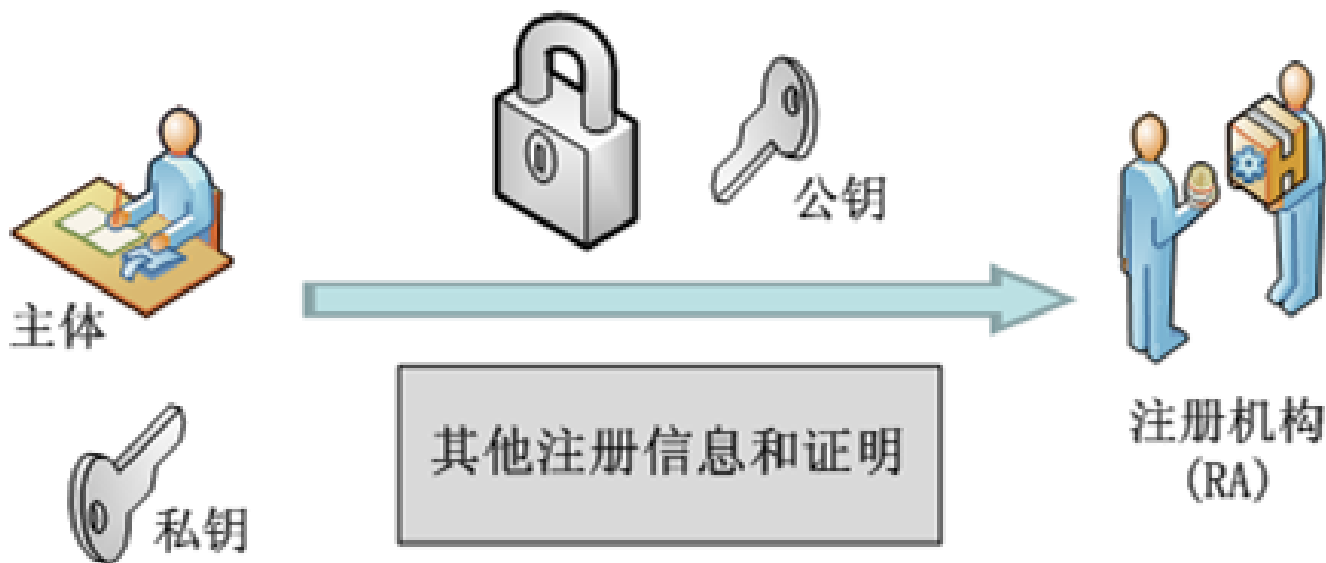 公钥
主体
其他注册信息和证明
注册机构
(RA)
私钥